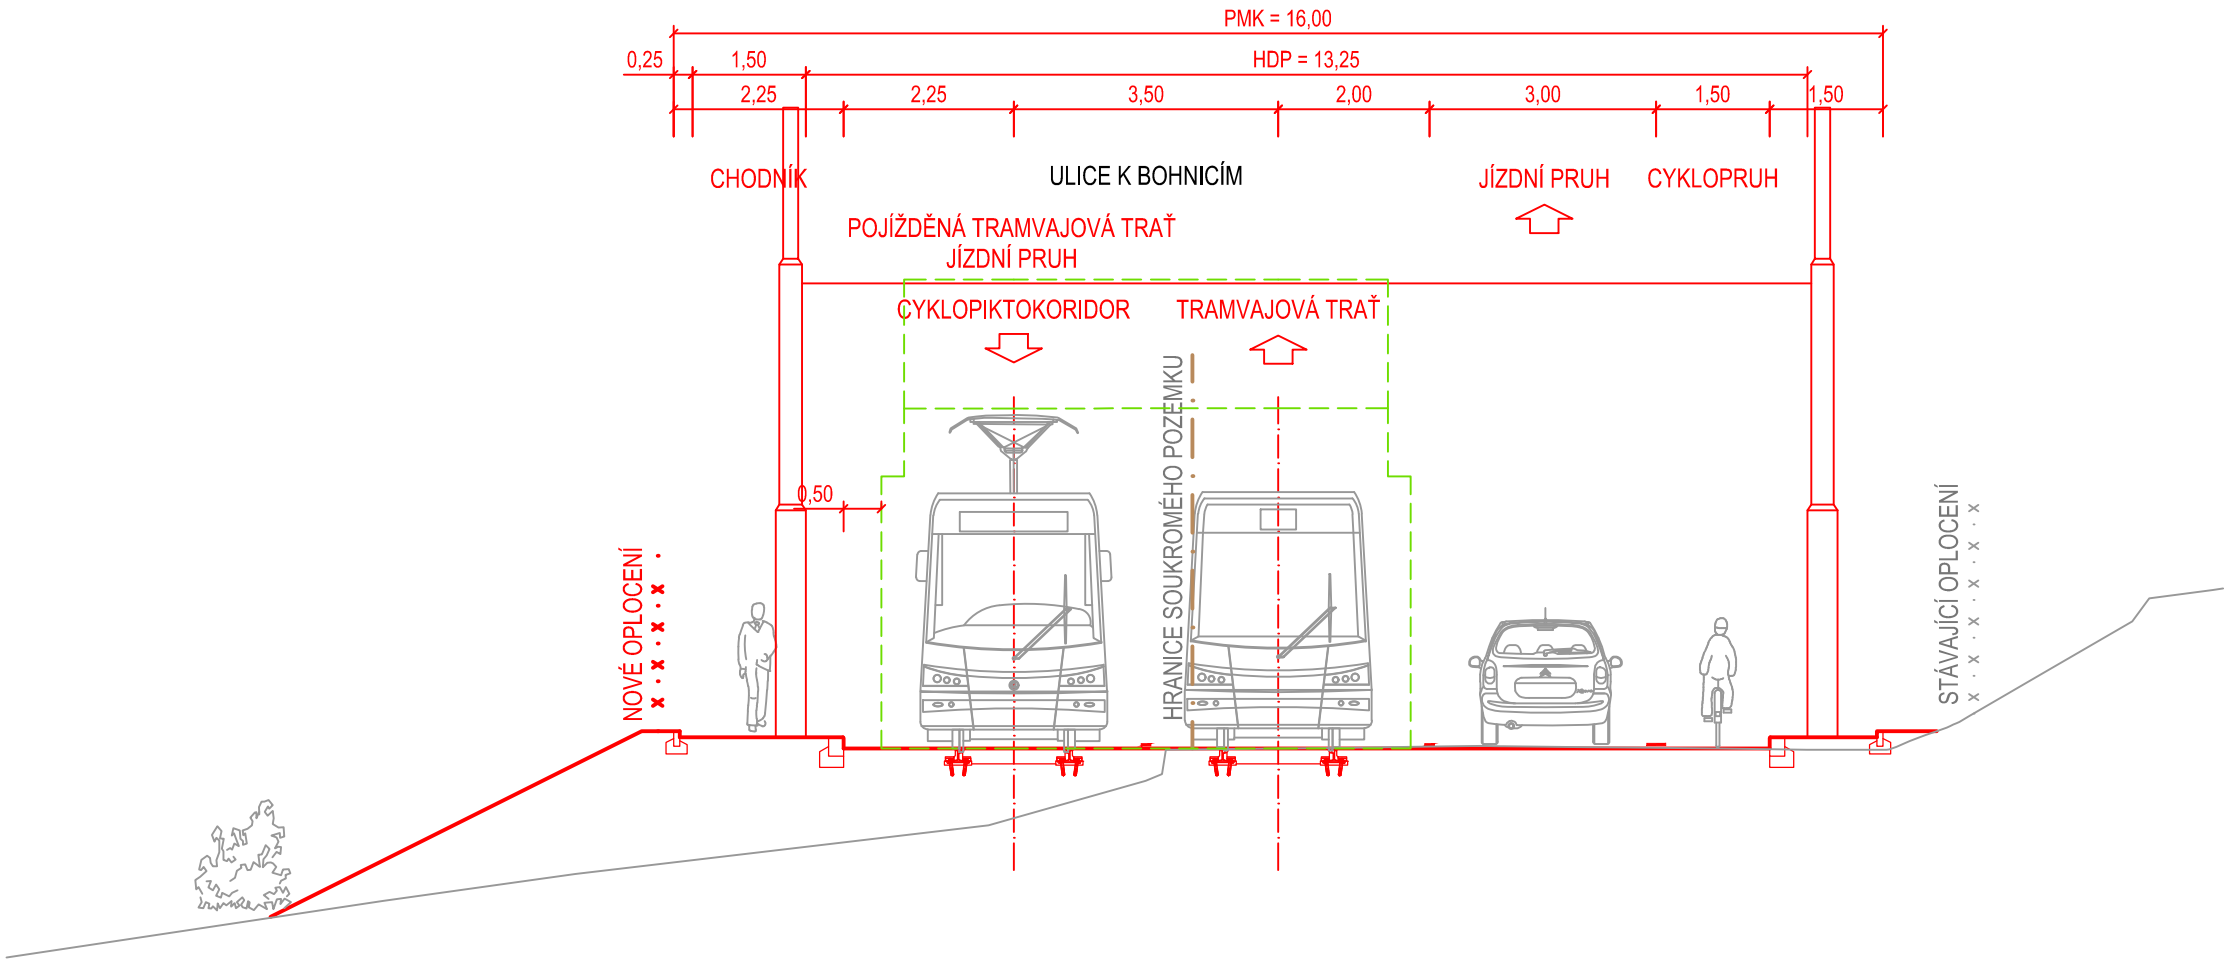 PMK = 16,00
0,25
1,50
HDP = 13,25
2,25
2,25
3,50
2,00
3,00
1,50
1,50
CHODNÍK
ULICE K BOHNICÍM
JÍZDNÍ PRUH
CYKLOPRUH
POJÍŽDĚNÁ TRAMVAJOVÁ TRAŤ
JÍZDNÍ PRUH
CYKLOPIKTOKORIDOR
TRAMVAJOVÁ TRAŤ
HRANICE SOUKROMÉHO POZEMKU
0,50
NOVÉ OPLOCENÍ
STÁVAJÍCÍ OPLOCENÍ